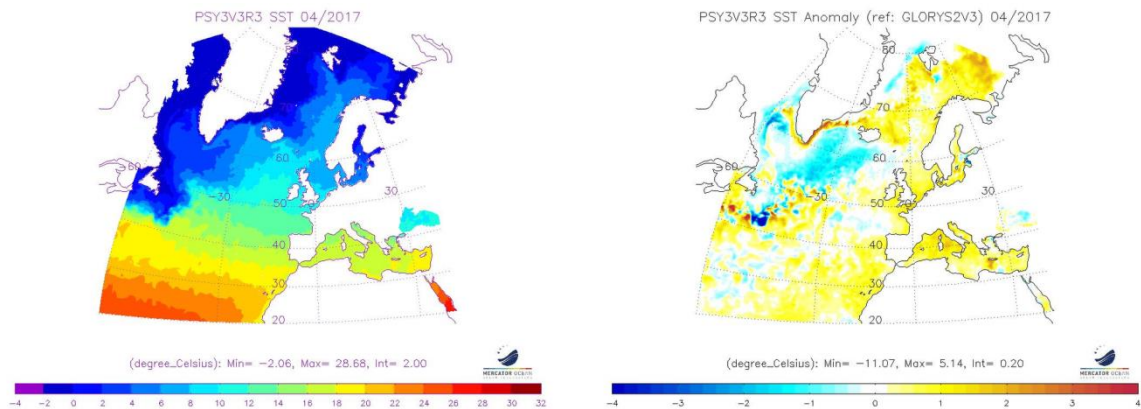 PSY3V3R3 SST 04/2017
80
70
60
60
-30
50
30
40
30
20
(degree_Celsius): Min= -2.06, Max= 28.68, Int= 2.00
MERCATOR OCEAN
-4 -2 0 2 4 6 8 10 12 14 16 18 20 22 24 26 28 30 32
PSY3V3R3 SST Anomaly (ref: GLORYS2V3) 04/2017
80
70
60
60
-30
50
30
40
30
20
(degree_Celsius): Min= -11.07, Max= 5.14, Int= 0.20
MERCATOR OCEAN
-4 -3 -2 -1 0 1 2 3 4